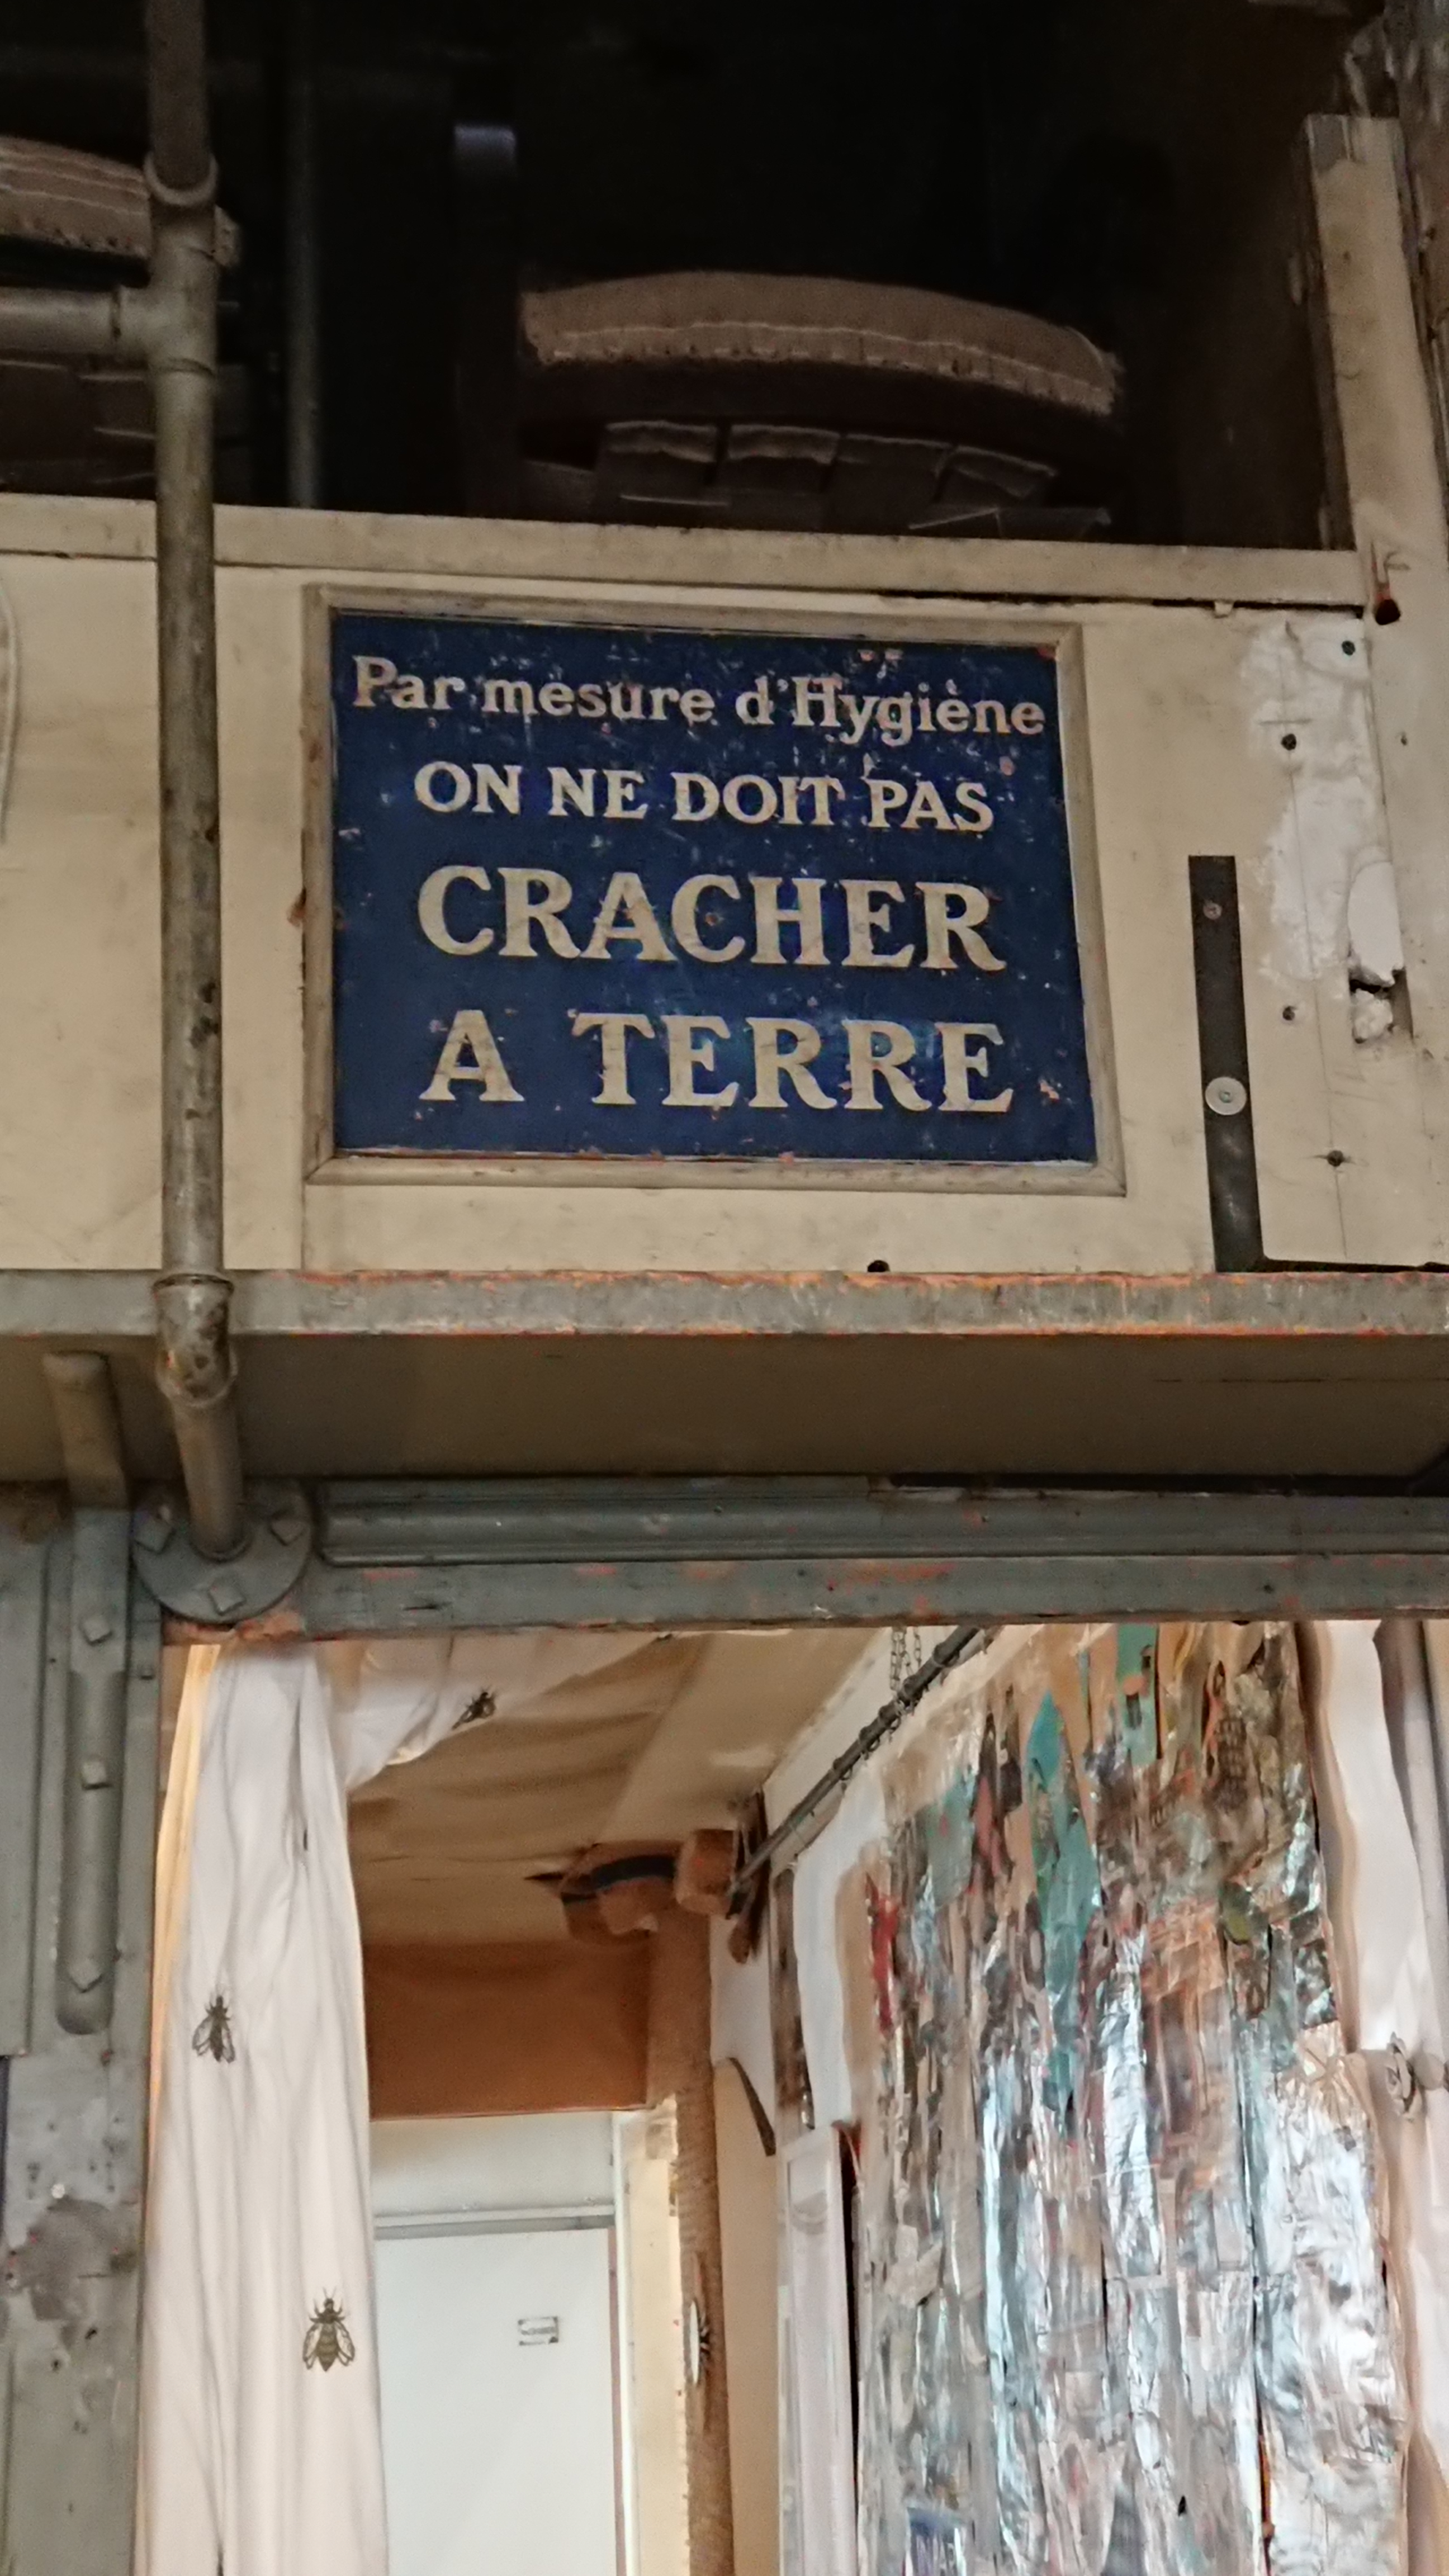 Par mesure d'Hygiène
ON NE DOIT PAS
CRACHER
A TERRE